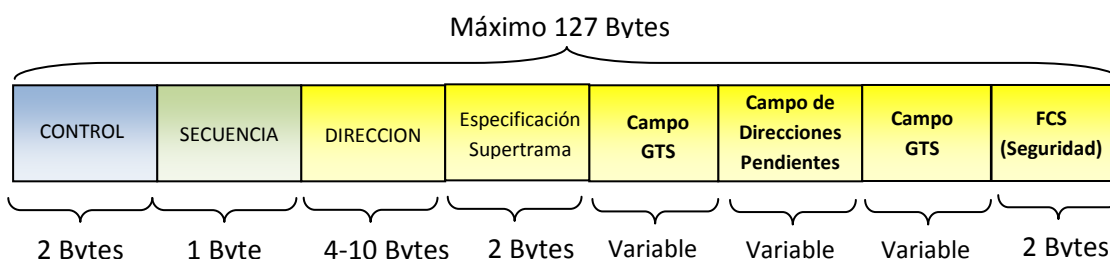 Máximo 127 Bytes
CONTROL
SECUENCIA
DIRECCION
Especificación
Supertrama
Campo
GTS
Campo de
Direcciones
Pendientes
Campo
GTS
FCS
(Seguridad)
2 Bytes
1 Byte
4-10 Bytes
2 Bytes
Variable
Variable
Variable
2 Bytes